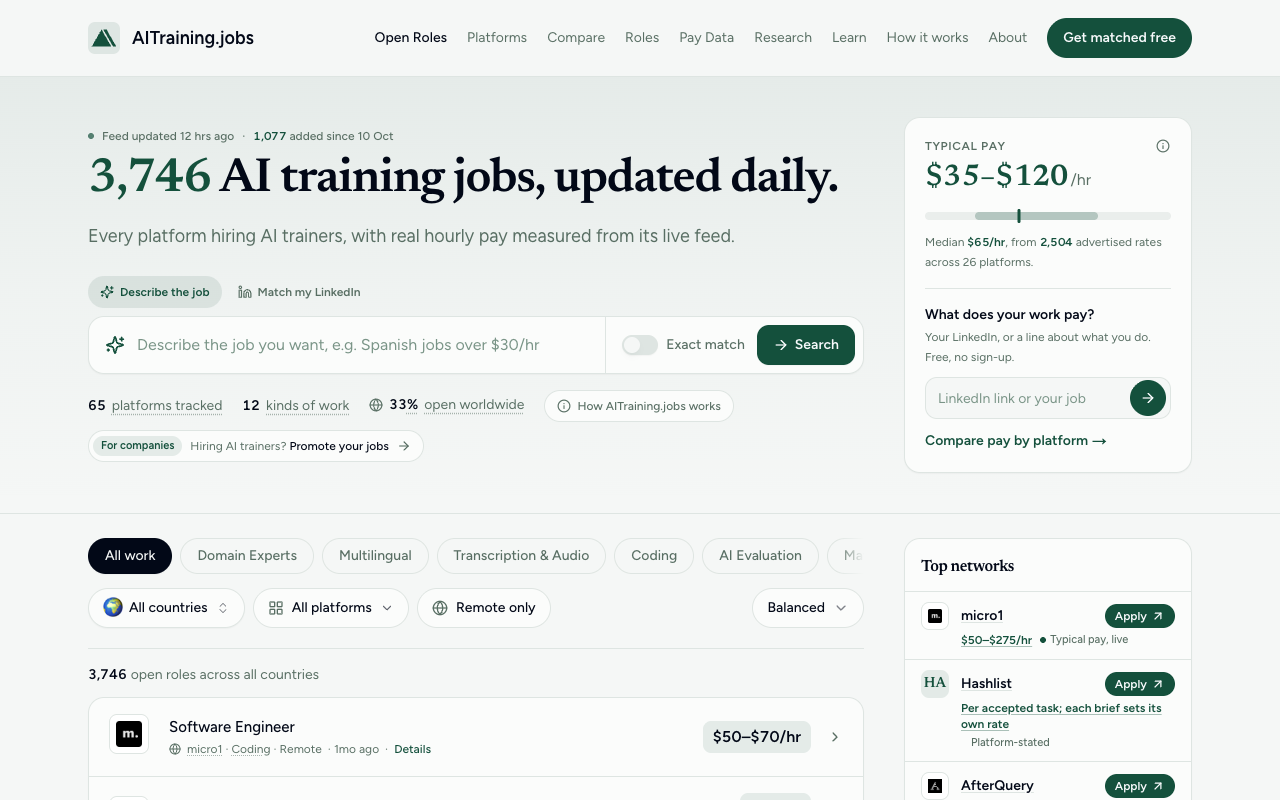 AITraining.jobs
Open Roles
Platforms
Compare
Roles
Pay Data
Research
Learn
How it works
About
Get matched free
Feed updated 12 hrs ago · 1,077 added since 10 Oct
3,746 AI training jobs, updated daily.
Every platform hiring AI trainers, with real hourly pay measured from its live feed.
Describe the job
Match my LinkedIn
Describe the job you want, e.g. Spanish jobs over $30/hr
Exact match
Search
65 platforms tracked
12 kinds of work
33% open worldwide
How AITraining.jobs works
For companies Hiring AI trainers? Promote your jobs
TYPICAL PAY
$35–$120/hr
Median $65/hr, from 2,504 advertised rates
across 26 platforms.
What does your work pay?
Your LinkedIn, or a line about what you do.
Free, no sign-up.
LinkedIn link or your job
Compare pay by platform →
All work
Domain Experts
Multilingual
Transcription & Audio
Coding
AI Evaluation
All countries
All platforms
Remote only
Balanced
3,746 open roles across all countries
m.
Software Engineer
micro1 · Coding · Remote · 1mo ago · Details
$50–$70/hr
Top networks
m.
micro1
Apply
$50–$275/hr
Typical pay, live
HA
Hashlist
Apply
Per accepted task; each brief sets its
own rate
Platform-stated
AfterQuery
Apply